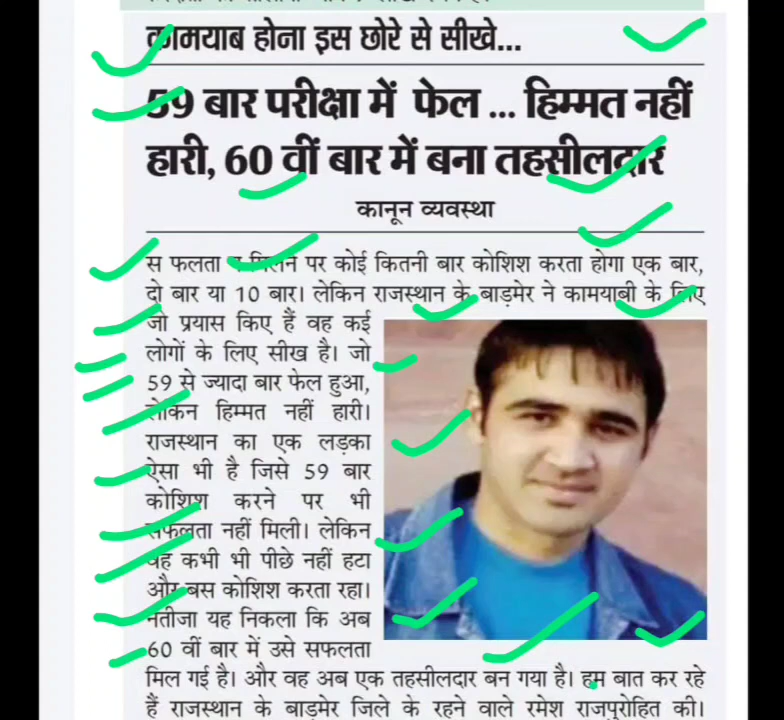 कामयाब होना इस छोरे से सीखे...
59 बार परीक्षा में फेल ... हिम्मत नहीं
हारी, 60 वीं बार में बना तहसीलदार
कानून व्यवस्था
स फलता न मिलने पर कोई कितनी बार कोशिश करता होगा एक बार,
दो बार या 10 बार। लेकिन राजस्थान के बाड़मेर ने कामयाबी के लिए
जो प्रयास किए हैं वह कई
लोगों के लिए सीख है। जो
59 से ज्यादा बार फेल हुआ,
लेकिन हिम्मत नहीं हारी।
राजस्थान का एक लड़का
ऐसा भी है जिसे 59 बार
कोशिश करने पर भी
सफलता नहीं मिली। लेकिन
वह कभी भी पीछे नहीं हटा
और बस कोशिश करता रहा।
नतीजा यह निकला कि अब
60 वीं बार में उसे सफलता
मिल गई है। और वह अब एक तहसीलदार बन गया है। हम बात कर रहे
हैं राजस्थान के बाड़मेर जिले के रहने वाले रमेश राजपुरोहित की।